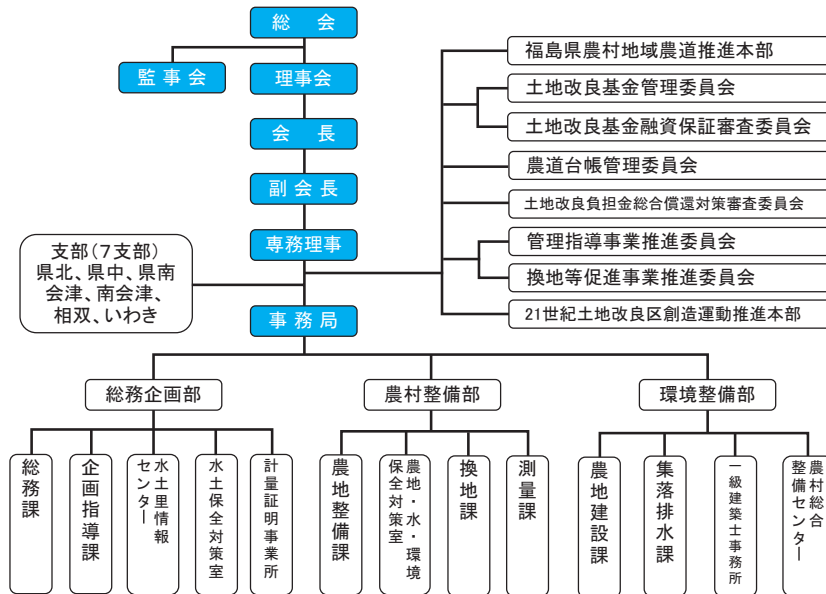 総会
監事会
理事会
会長
副会長
専務理事
事務局
福島県農村地域農道推進本部
土地改良基金管理委員会
土地改良基金融資保証審査委員会
農道台帳管理委員会
土地改良負担金総合償還対策審査委員会
管理指導事業推進委員会
換地等促進事業推進委員会
21世紀土地改良区創造運動推進本部
支部（7支部）
県北、県中、県南
会津、南会津、
相双、いわき
総務企画部
農村整備部
環境整備部
総務課
企画指導課
水土里情報
センター
水土保全対策室
計量証明事業所
農地整備課
農地・水・環境
保全対策室
換地課
測量課
農地建設課
集落排水課
一級建築士事務所
農村総合
整備センター